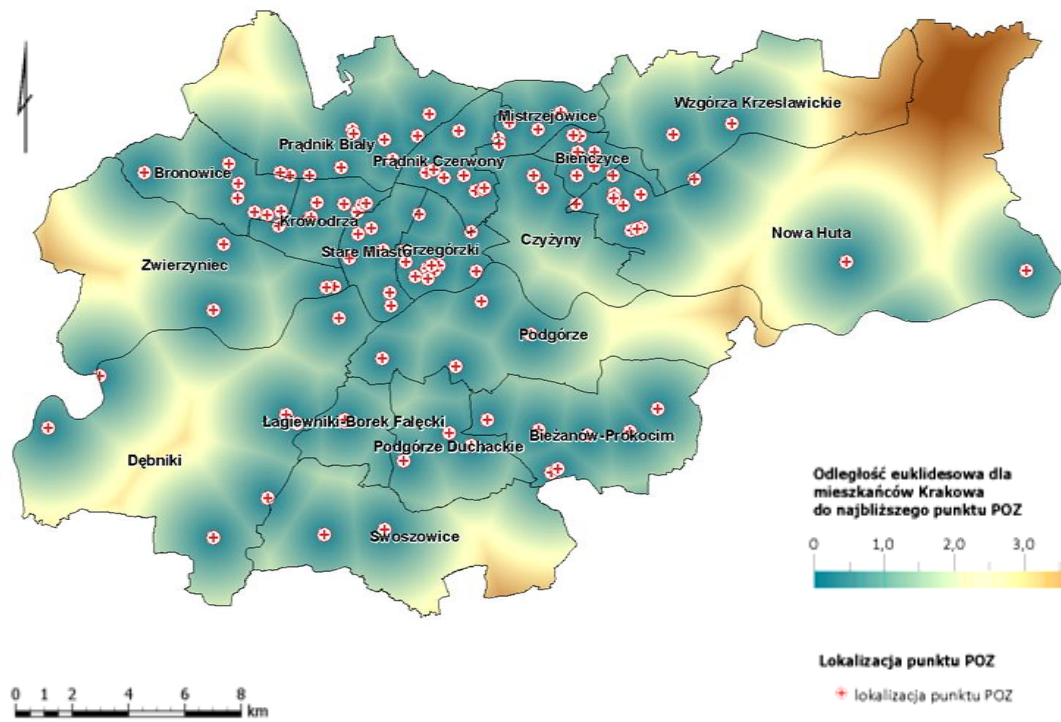 Mistrzejowice
Wzgórza Krzesławickie
Prądnik Biały
Prądnik Czerwony
Bieńczyce
Bronowice
Krowodrza
Nowa Huta
Stare Miasto
Grzegórzki
Czyżyny
Zwierzyniec
Podgórze
Łagiewniki-Borek Fałęcki
Bieżanów-Prokocim
Podgórze Duchackie
Dębniki
Swoszowice
Odległość euklidesowa dla
mieszkańców Krakowa
do najbliższego punktu POZ
0 1,0 2,0 3,0
Lokalizacja punktu POZ
lokalizacja punktu POZ
0 1 2 4 6 8
km